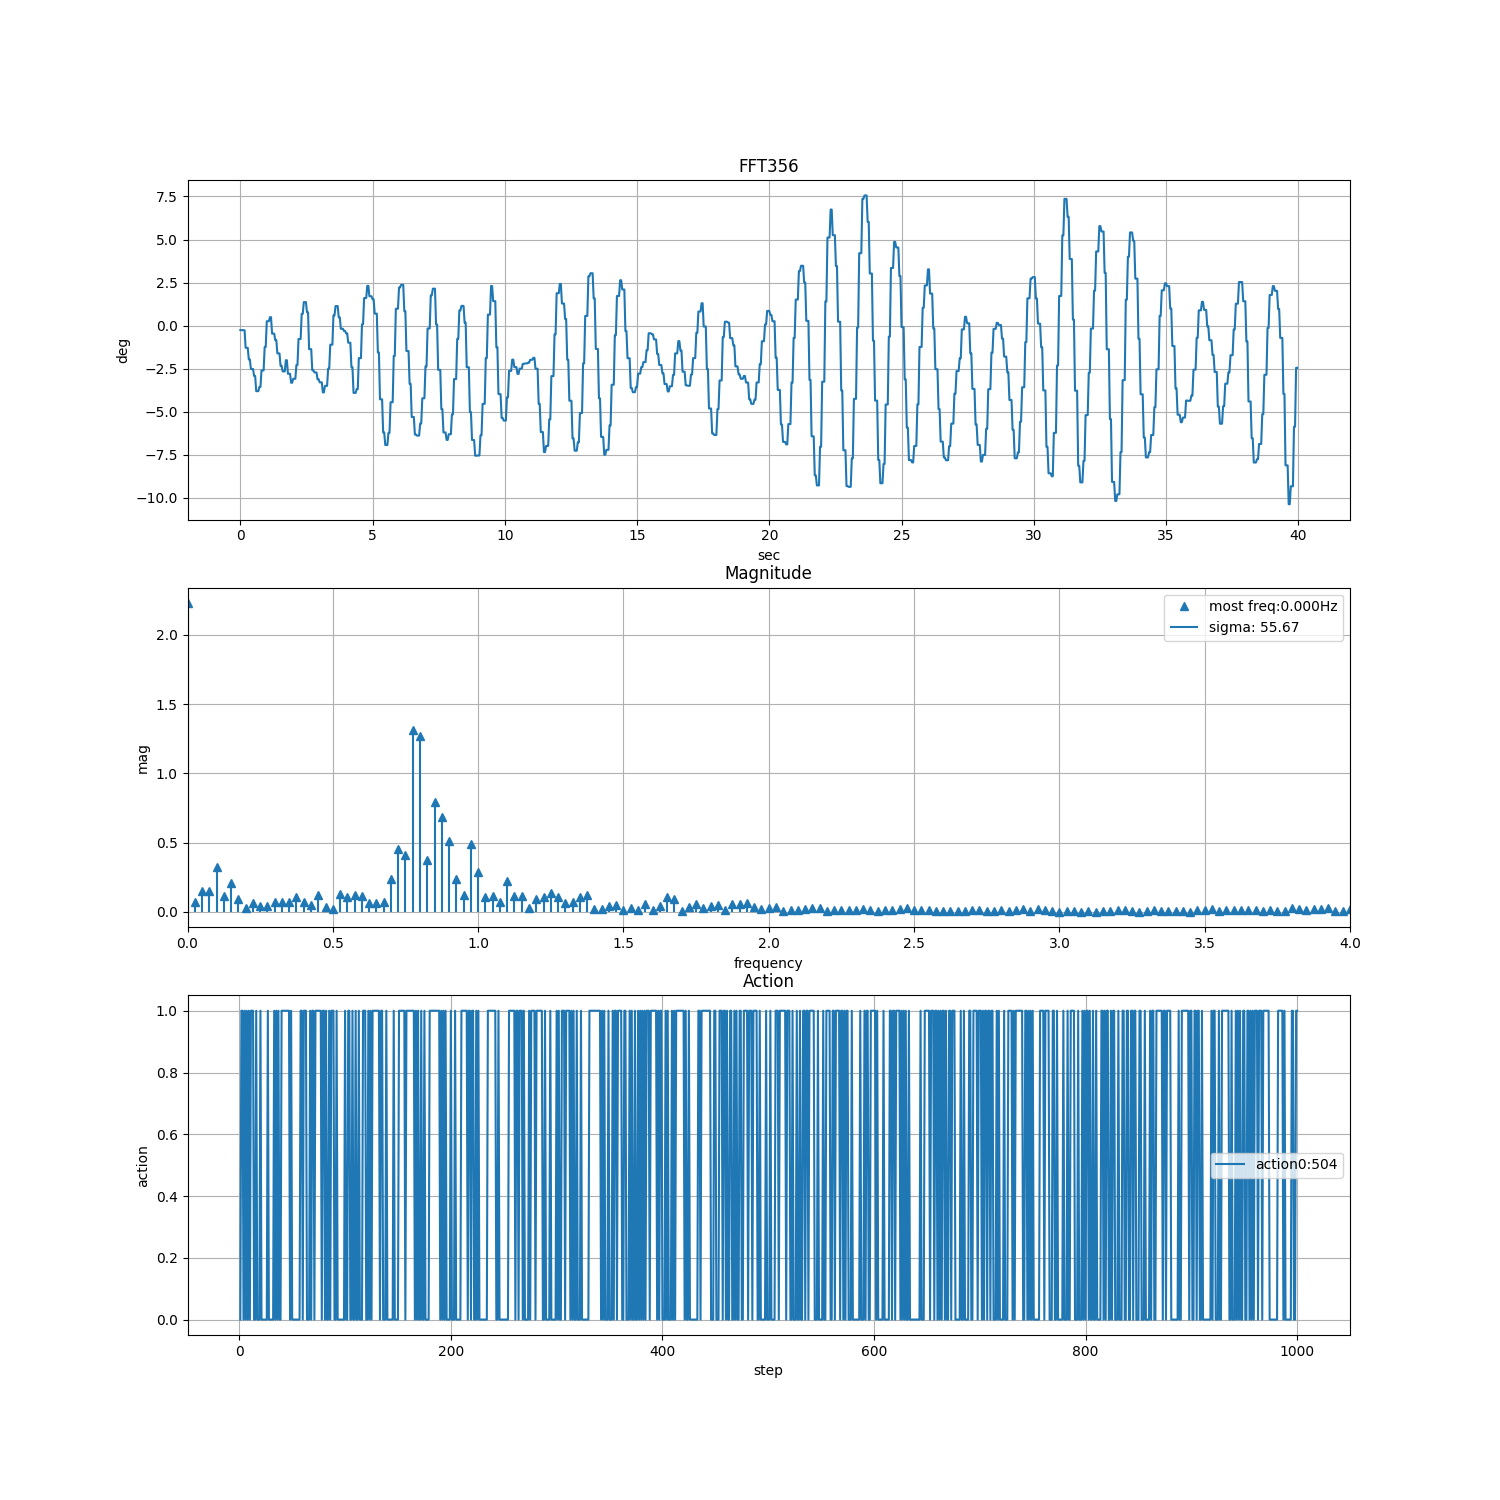 FFT356
7.5
5.0
2.5
0.0
−2.5
−5.0
−7.5
−10.0
deg
0 5 10 15 20 25 30 35 40
sec
Magnitude
most freq:0.000Hz
sigma: 55.67
2.0
1.5
1.0
0.5
0.0
mag
0.0 0.5 1.0 1.5 2.0 2.5 3.0 3.5 4.0
frequency
Action
1.0
0.8
0.6
0.4
0.2
0.0
action
action0:504
0 200 400 600 800 1000
step